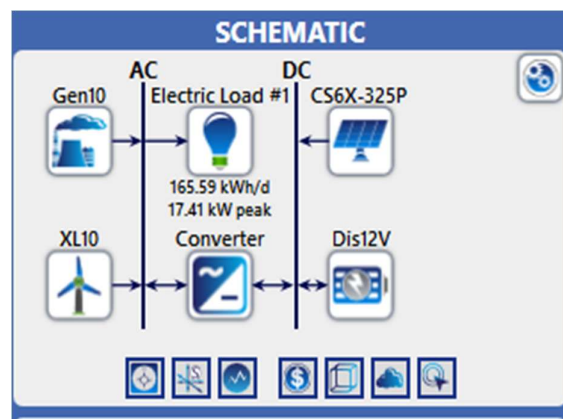 SCHEMATIC
AC DC
Gen10 Electric Load #1 CS6X-325P
165.59 kWh/d
17.41 kW peak
XL10 Converter Dis12V